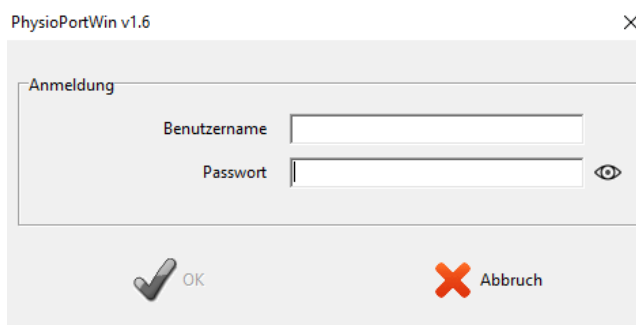 PhysioPortWin v1.6
Anmeldung
Benutzername
Passwort
OK
Abbruch